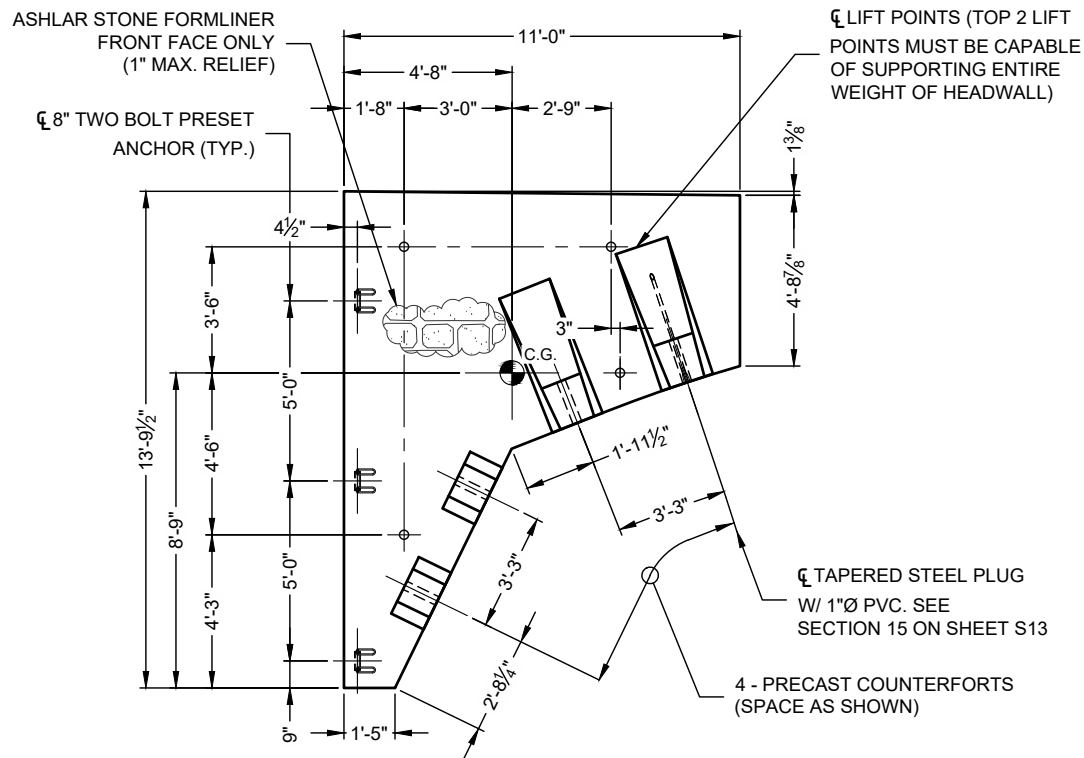 ASHLAR STONE FORMLINER
FRONT FACE ONLY
(1" MAX. RELIEF)
℄ 8" TWO BOLT PRESET
ANCHOR (TYP.)
℄ LIFT POINTS (TOP 2 LIFT
POINTS MUST BE CAPABLE
OF SUPPORTING ENTIRE
WEIGHT OF HEADWALL)
11'-0"
4'-8"
1'-8"
3'-0"
2'-9"
1⅜"
4'-8⅞"
4½"
3'-6"
5'-0"
13'-9½"
8'-9"
4'-6"
5'-0"
4'-3"
9"
1'-5"
3"
C.G.
1'-11½"
3'-3"
3'-3"
2'-8¼"
℄ TAPERED STEEL PLUG
W/ 1"Ø PVC. SEE
SECTION 15 ON SHEET S13
4 - PRECAST COUNTERFORTS
(SPACE AS SHOWN)